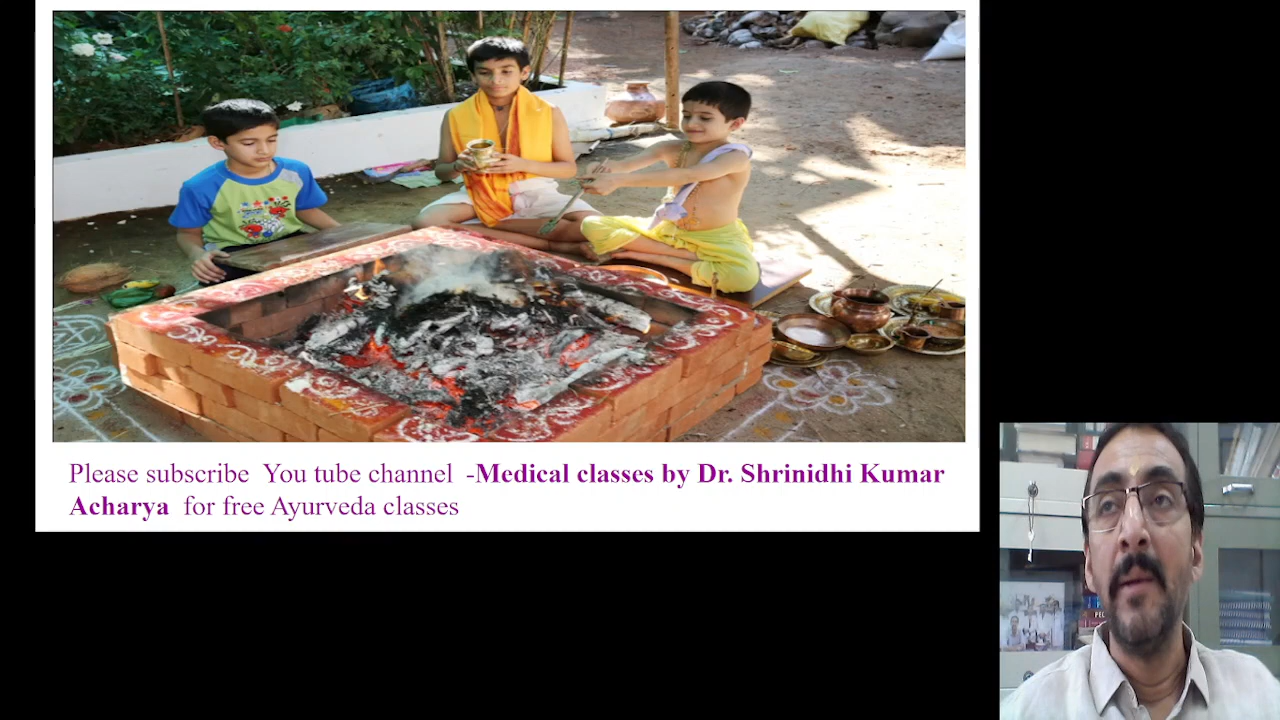 Please subscribe  You tube channel  -Medical classes by Dr. Shrinidhi Kumar
Acharya  for free Ayurveda classes